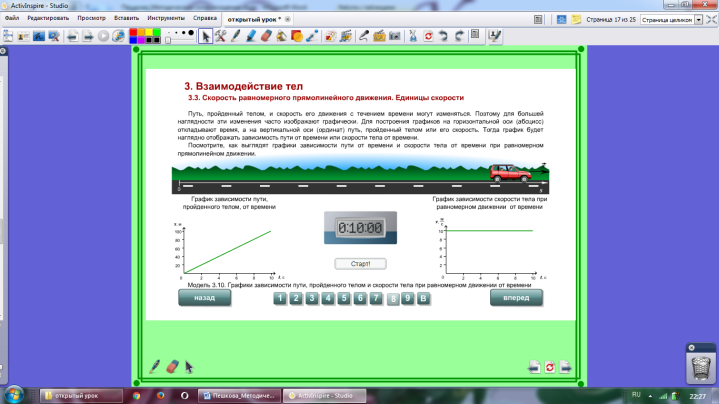 ActivInspire - Studio
Файл Редактировать Просмотр Вставить Инструменты Справка
открытый урок *
Страница 17 из 25
Страница целиком
3. Взаимодействие тел
3.3. Скорость равномерного прямолинейного движения. Единицы скорости
Путь, пройденный телом, и скорость его движения с течением времени могут изменяться. Поэтому для большей
наглядности эти изменения часто изображают графически. Для построения графиков на горизонтальной оси (абсцисс)
откладывают время, а на вертикальной оси (ординат) путь, пройденный телом или его скорость. Тогда график будет
наглядно отображать зависимость пути от времени или скорости тела от времени.
Посмотрите, как выглядят графики зависимости пути от времени и скорости тела от времени при равномерном
прямолинейном движении.
0
s
График зависимости пути,
пройденного телом, от времени
График зависимости скорости тела при
равномерном движении от времени
0:10:00
Старт!
s, м
100
80
60
40
20
0 2 4 6 8 10 t, с
v, м/с
10
8
6
4
2
0 2 4 6 8 10 t, с
Модель 3.10. Графики зависимости пути, пройденного телом и скорости тела при равномерном движении от времени
назад
1 2 3 4 5 6 7 8 9 В
вперед
открытый урок
Пешкова_Методиче...
ActivInspire - Studio
RU
22:27